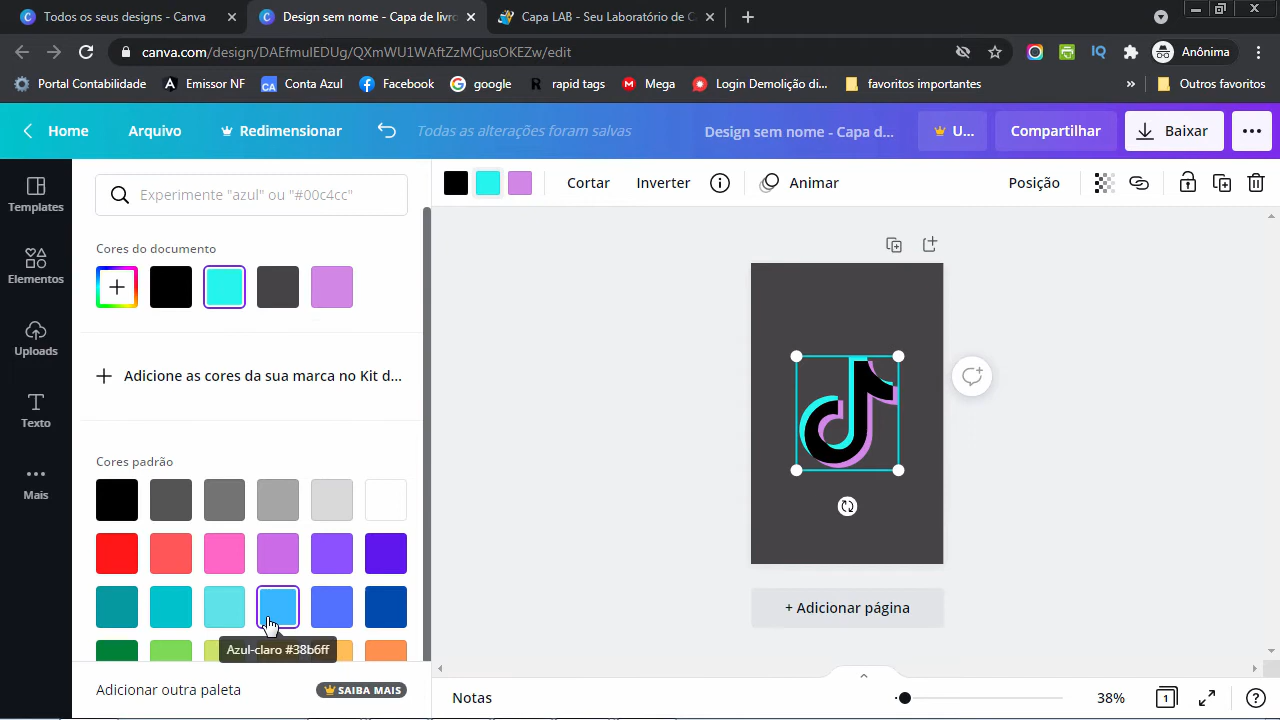 Todos os seus designs - Canva
Design sem nome - Capa de livro
Capa LAB - Seu Laboratório de C
canva.com/design/DAEfmuIEDUg/QXmWU1WAftZzMCjusOKEZw/edit
Anônima
Portal Contabilidade
Emissor NF
Conta Azul
Facebook
google
rapid tags
Mega
Login Demolição di...
favoritos importantes
»
Outros favoritos
Home
Arquivo
Redimensionar
Todas as alterações foram salvas
Design sem nome - Capa d...
U...
Compartilhar
Baixar
Templates
Elementos
Uploads
Texto
Mais
Experimente "azul" ou "#00c4cc"
Cortar
Inverter
Animar
Posição
Cores do documento
+ Adicione as cores da sua marca no Kit d...
Cores padrão
Azul-claro #38b6ff
Adicionar outra paleta
SAIBA MAIS
+ Adicionar página
Notas
38%
1